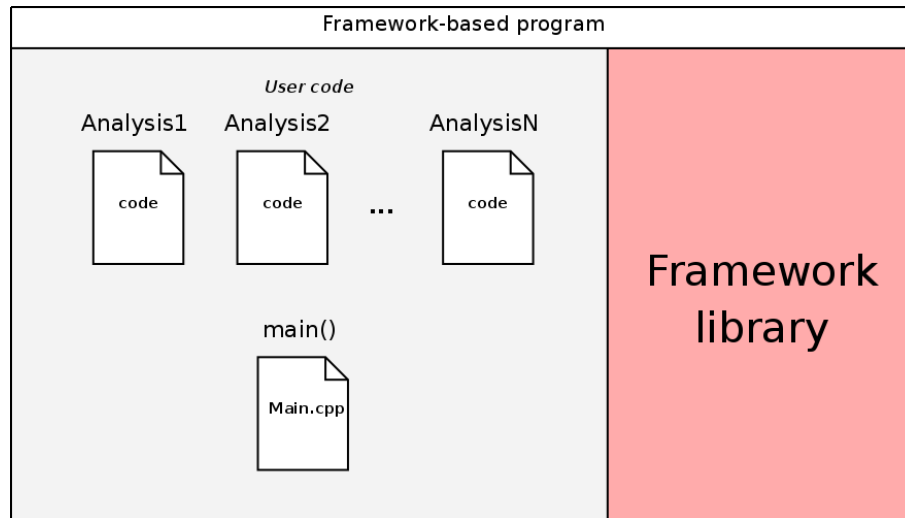 Framework-based program
User code
Analysis1 Analysis2 AnalysisN
code code ... code
Framework
library
main()
Main.cpp